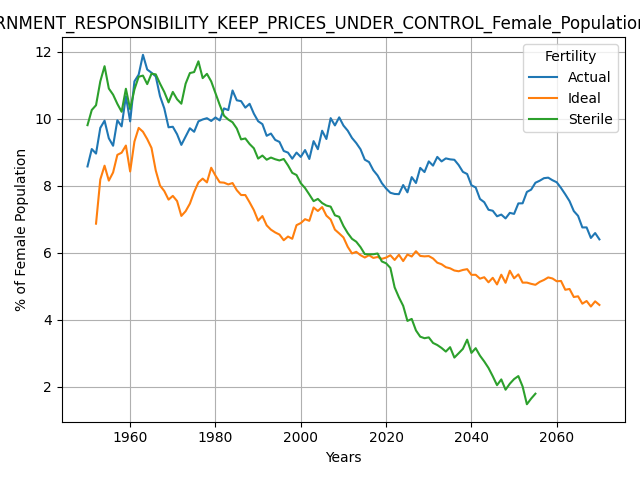 RNMENT_RESPONSIBILITY_KEEP_PRICES_UNDER_CONTROL_Female_Population
12
10
8
6
4
2
% of Female Population
Fertility
Actual
Ideal
Sterile
1960 1980 2000 2020 2040 2060
Years